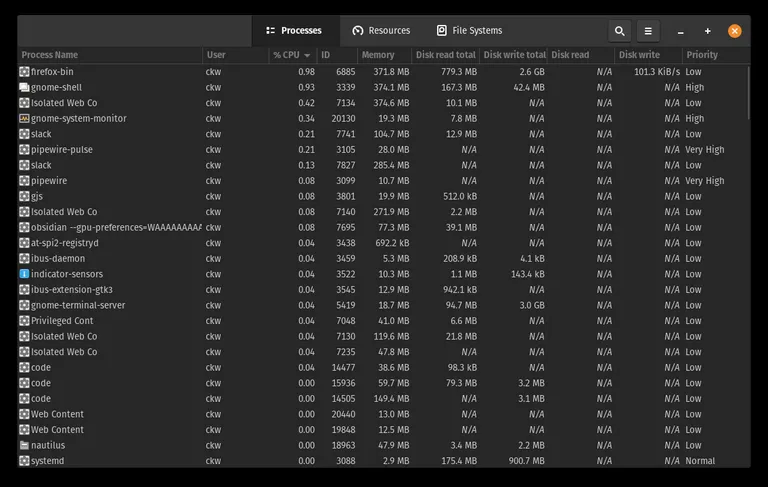 Processes Resources File Systems
Process Name User % CPU ID Memory Disk read total Disk write total Disk read Disk write Priority
firefox-bin ckw 0.98 6885 371.8 MB 779.3 MB 2.6 GB N/A 101.3 KiB/s Low
gnome-shell ckw 0.93 3339 374.1 MB 167.3 MB 42.4 MB N/A N/A High
Isolated Web Co ckw 0.42 7134 374.6 MB 10.1 MB N/A N/A N/A Low
gnome-system-monitor ckw 0.34 20130 19.3 MB 7.8 MB N/A N/A N/A High
slack ckw 0.21 7741 104.7 MB 12.9 MB N/A N/A N/A Low
pipewire-pulse ckw 0.21 3105 28.0 MB N/A N/A N/A N/A Very High
slack ckw 0.13 7827 285.4 MB N/A N/A N/A N/A Low
pipewire ckw 0.08 3099 10.7 MB N/A N/A N/A N/A Very High
gjs ckw 0.08 3801 19.9 MB 512.0 kB N/A N/A N/A Low
Isolated Web Co ckw 0.08 7140 271.9 MB 2.2 MB N/A N/A N/A Low
obsidian --gpu-preferences=WAAAAAAAA ckw 0.08 7695 77.3 MB 39.1 MB N/A N/A N/A Low
at-spi2-registryd ckw 0.04 3438 692.2 kB N/A N/A N/A N/A Low
ibus-daemon ckw 0.04 3459 5.3 MB 208.9 kB 4.1 kB N/A N/A Low
indicator-sensors ckw 0.04 3522 10.3 MB 1.1 MB 143.4 kB N/A N/A Low
ibus-extension-gtk3 ckw 0.04 3545 12.9 MB 942.1 kB N/A N/A N/A Low
gnome-terminal-server ckw 0.04 5419 18.7 MB 94.7 MB 3.0 GB N/A N/A Low
Privileged Cont ckw 0.04 7048 41.0 MB 6.6 MB N/A N/A N/A Low
Isolated Web Co ckw 0.04 7130 119.6 MB 21.8 MB N/A N/A N/A Low
Isolated Web Co ckw 0.04 7235 47.8 MB N/A N/A N/A N/A Low
code ckw 0.04 14477 38.6 MB 98.3 kB N/A N/A N/A Low
code ckw 0.00 15936 59.7 MB 79.3 MB 3.2 MB N/A N/A Low
code ckw 0.00 14505 149.4 MB N/A 3.1 MB N/A N/A Low
Web Content ckw 0.00 20440 13.0 MB N/A N/A N/A N/A Low
Web Content ckw 0.00 19848 12.5 MB N/A N/A N/A N/A Low
nautilus ckw 0.00 18963 47.9 MB 3.4 MB 2.2 MB N/A N/A Low
systemd ckw 0.00 3088 2.9 MB 175.4 MB 900.7 MB N/A N/A Normal